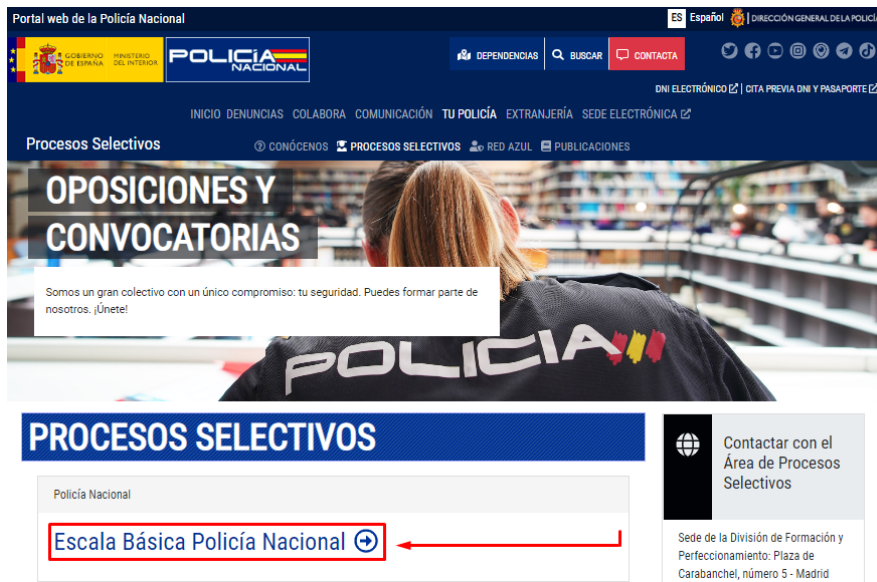 Portal web de la Policía Nacional
ES Español | DIRECCIÓN GENERAL DE LA POLICÍA
GOBIERNO DE ESPAÑA
MINISTERIO DEL INTERIOR
POLICÍA NACIONAL
DEPENDENCIAS
BUSCAR
CONTACTA
DNI ELECTRÓNICO | CITA PREVIA DNI Y PASAPORTE
INICIO DENUNCIAS COLABORA COMUNICACIÓN TU POLICÍA EXTRANJERÍA SEDE ELECTRÓNICA
Procesos Selectivos
CONÓCENOS PROCESOS SELECTIVOS RED AZUL PUBLICACIONES
OPOSICIONES Y
CONVOCATORIAS
Somos un gran colectivo con un único compromiso: tu seguridad. Puedes formar parte de
nosotros. ¡Únete!
POLICIA
PROCESOS SELECTIVOS
Policía Nacional
Escala Básica Policía Nacional
Contactar con el
Área de Procesos
Selectivos
Sede de la División de Formación y
Perfeccionamiento: Plaza de
Carabanchel, número 5 - Madrid